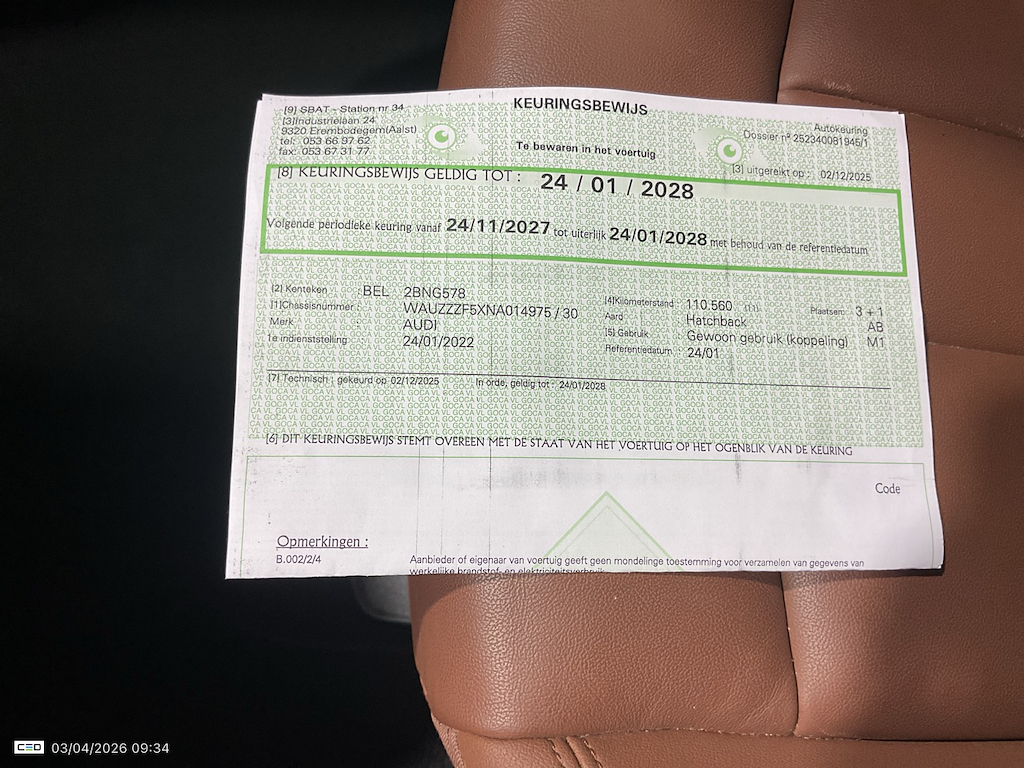 [9] SBAT - Station nr 34
[3]Industrielaan 24
9320 Erembodegem(Aalst)
tel: 053 66 97 62
fax: 053 67 31 77
KEURINGSBEWIJS
Te bewaren in het voertuig
Autokeuring
Dossier nº 252340081945/1
[3] uitgereikt op : 02/12/2025
[8] KEURINGSBEWIJS GELDIG TOT : 24 / 01 / 2028
Volgende periodieke keuring vanaf 24/11/2027 tot uiterlijk 24/01/2028 met behoud van de referentiedatum
[2] Kenteken : BEL 2BNG578
[1]Chassisnummer : WAUZZZF5XNA014975 / 30
Merk AUDI
1e indienststelling : 24/01/2022
[4]Kilometerstand : 110.560 Plaatsen: 3 + 1
Aard Hatchback AB
[5] Gebruik Gewoon gebruik (koppeling) M1
Referentiedatum : 24/01
[7] Technisch : gekeurd op 02/12/2025 In orde, geldig tot : 24/01/2028
[6] DIT KEURINGSBEWIJS STEMT OVEREEN MET DE STAAT VAN HET VOERTUIG OP HET OGENBLIK VAN DE KEURING
Code
Opmerkingen :
B.002/2/4 Aanbieder of eigenaar van voertuig geeft geen mondelinge toestemming voor verzamelen van gegevens van
werkelijke brandstof- en elektriciteitsverbruik
CEO 03/04/2026 09:34